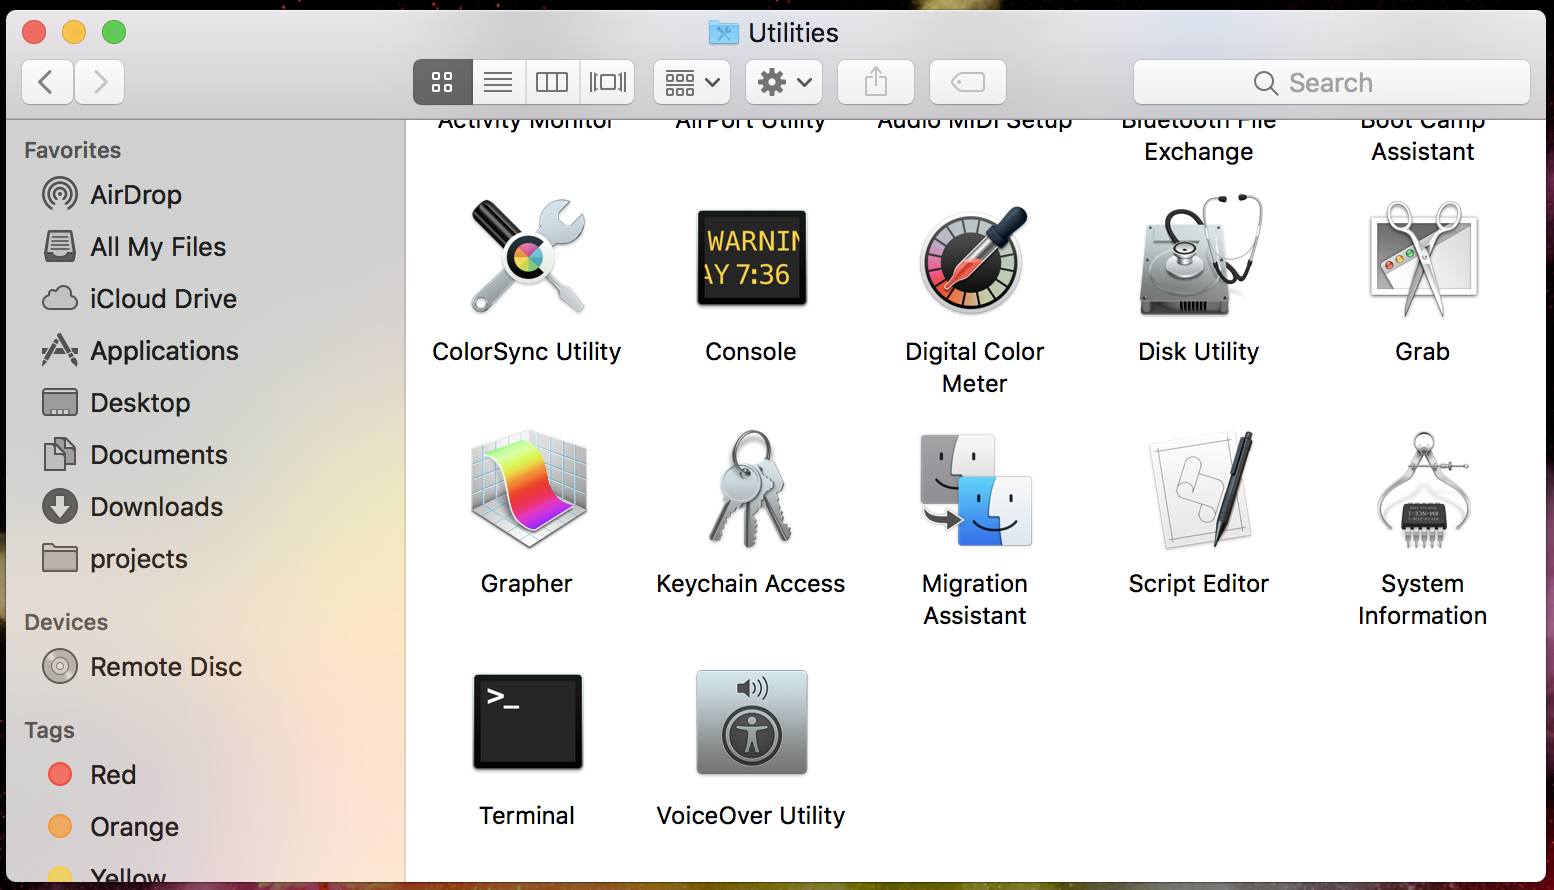 Utilities
Search
Favorites
AirDrop
All My Files
iCloud Drive
Applications
Desktop
Documents
Downloads
projects
Devices
Remote Disc
Tags
Red
Orange
Yellow
Activity Monitor
AirPort Utility
Audio MIDI Setup
Bluetooth File
Exchange
Boot Camp
Assistant
WARNIN
AY 7:36
ColorSync Utility
Console
Digital Color
Meter
Disk Utility
Grab
Grapher
Keychain Access
Migration
Assistant
Script Editor
System
Information
>_
Terminal
VoiceOver Utility